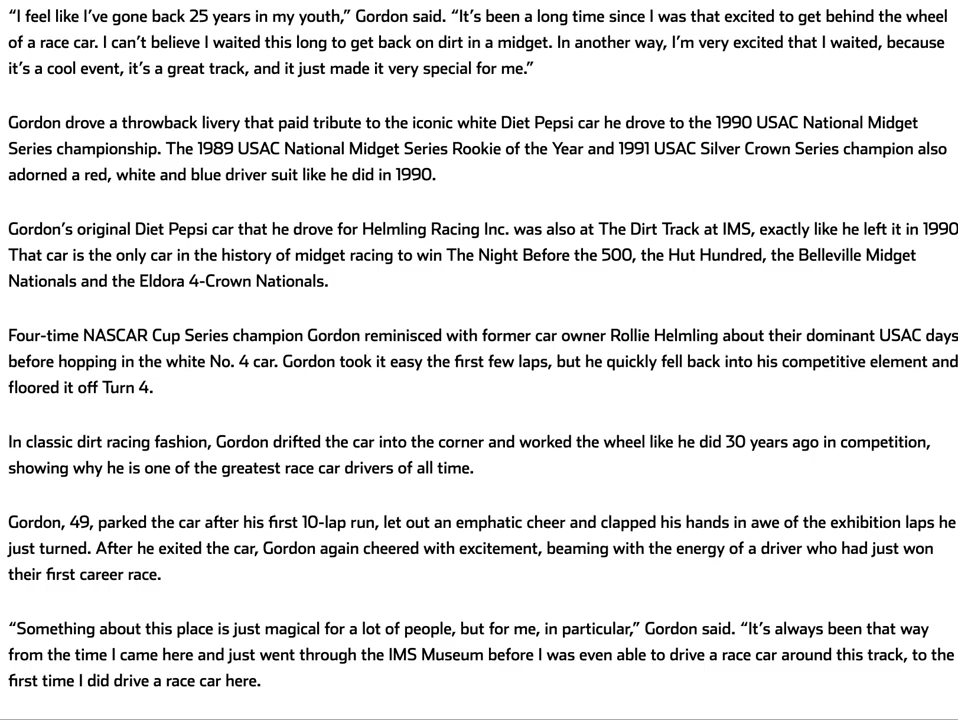 “I feel like I’ve gone back 25 years in my youth,” Gordon said. “It’s been a long time since I was that excited to get behind the wheel
of a race car. I can’t believe I waited this long to get back on dirt in a midget. In another way, I’m very excited that I waited, because
it’s a cool event, it’s a great track, and it just made it very special for me.”
Gordon drove a throwback livery that paid tribute to the iconic white Diet Pepsi car he drove to the 1990 USAC National Midget
Series championship. The 1989 USAC National Midget Series Rookie of the Year and 1991 USAC Silver Crown Series champion also
adorned a red, white and blue driver suit like he did in 1990.
Gordon’s original Diet Pepsi car that he drove for Helmling Racing Inc. was also at The Dirt Track at IMS, exactly like he left it in 1990
That car is the only car in the history of midget racing to win The Night Before the 500, the Hut Hundred, the Belleville Midget
Nationals and the Eldora 4-Crown Nationals.
Four-time NASCAR Cup Series champion Gordon reminisced with former car owner Rollie Helmling about their dominant USAC days
before hopping in the white No. 4 car. Gordon took it easy the first few laps, but he quickly fell back into his competitive element and
floored it off Turn 4.
In classic dirt racing fashion, Gordon drifted the car into the corner and worked the wheel like he did 30 years ago in competition,
showing why he is one of the greatest race car drivers of all time.
Gordon, 49, parked the car after his first 10-lap run, let out an emphatic cheer and clapped his hands in awe of the exhibition laps he
just turned. After he exited the car, Gordon again cheered with excitement, beaming with the energy of a driver who had just won
their first career race.
“Something about this place is just magical for a lot of people, but for me, in particular,” Gordon said. “It’s always been that way
from the time I came here and just went through the IMS Museum before I was even able to drive a race car around this track, to the
first time I did drive a race car here.